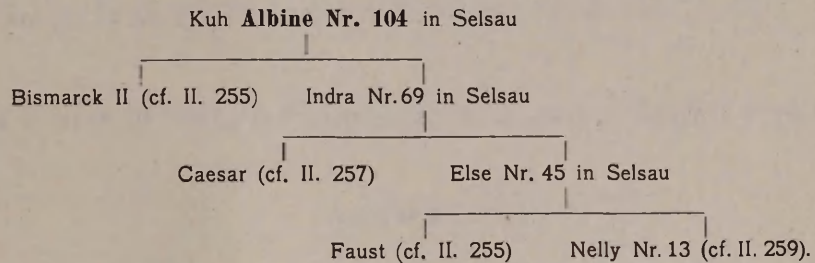 Kuh Albine Nr. 104 in Selsau
Bismarck II (cf. II. 255) Indra Nr. 69 in Selsau
Caesar (cf. II. 257) Else Nr. 45 in Selsau
Faust (cf. II. 255) Nelly Nr. 13 (cf. II. 259).